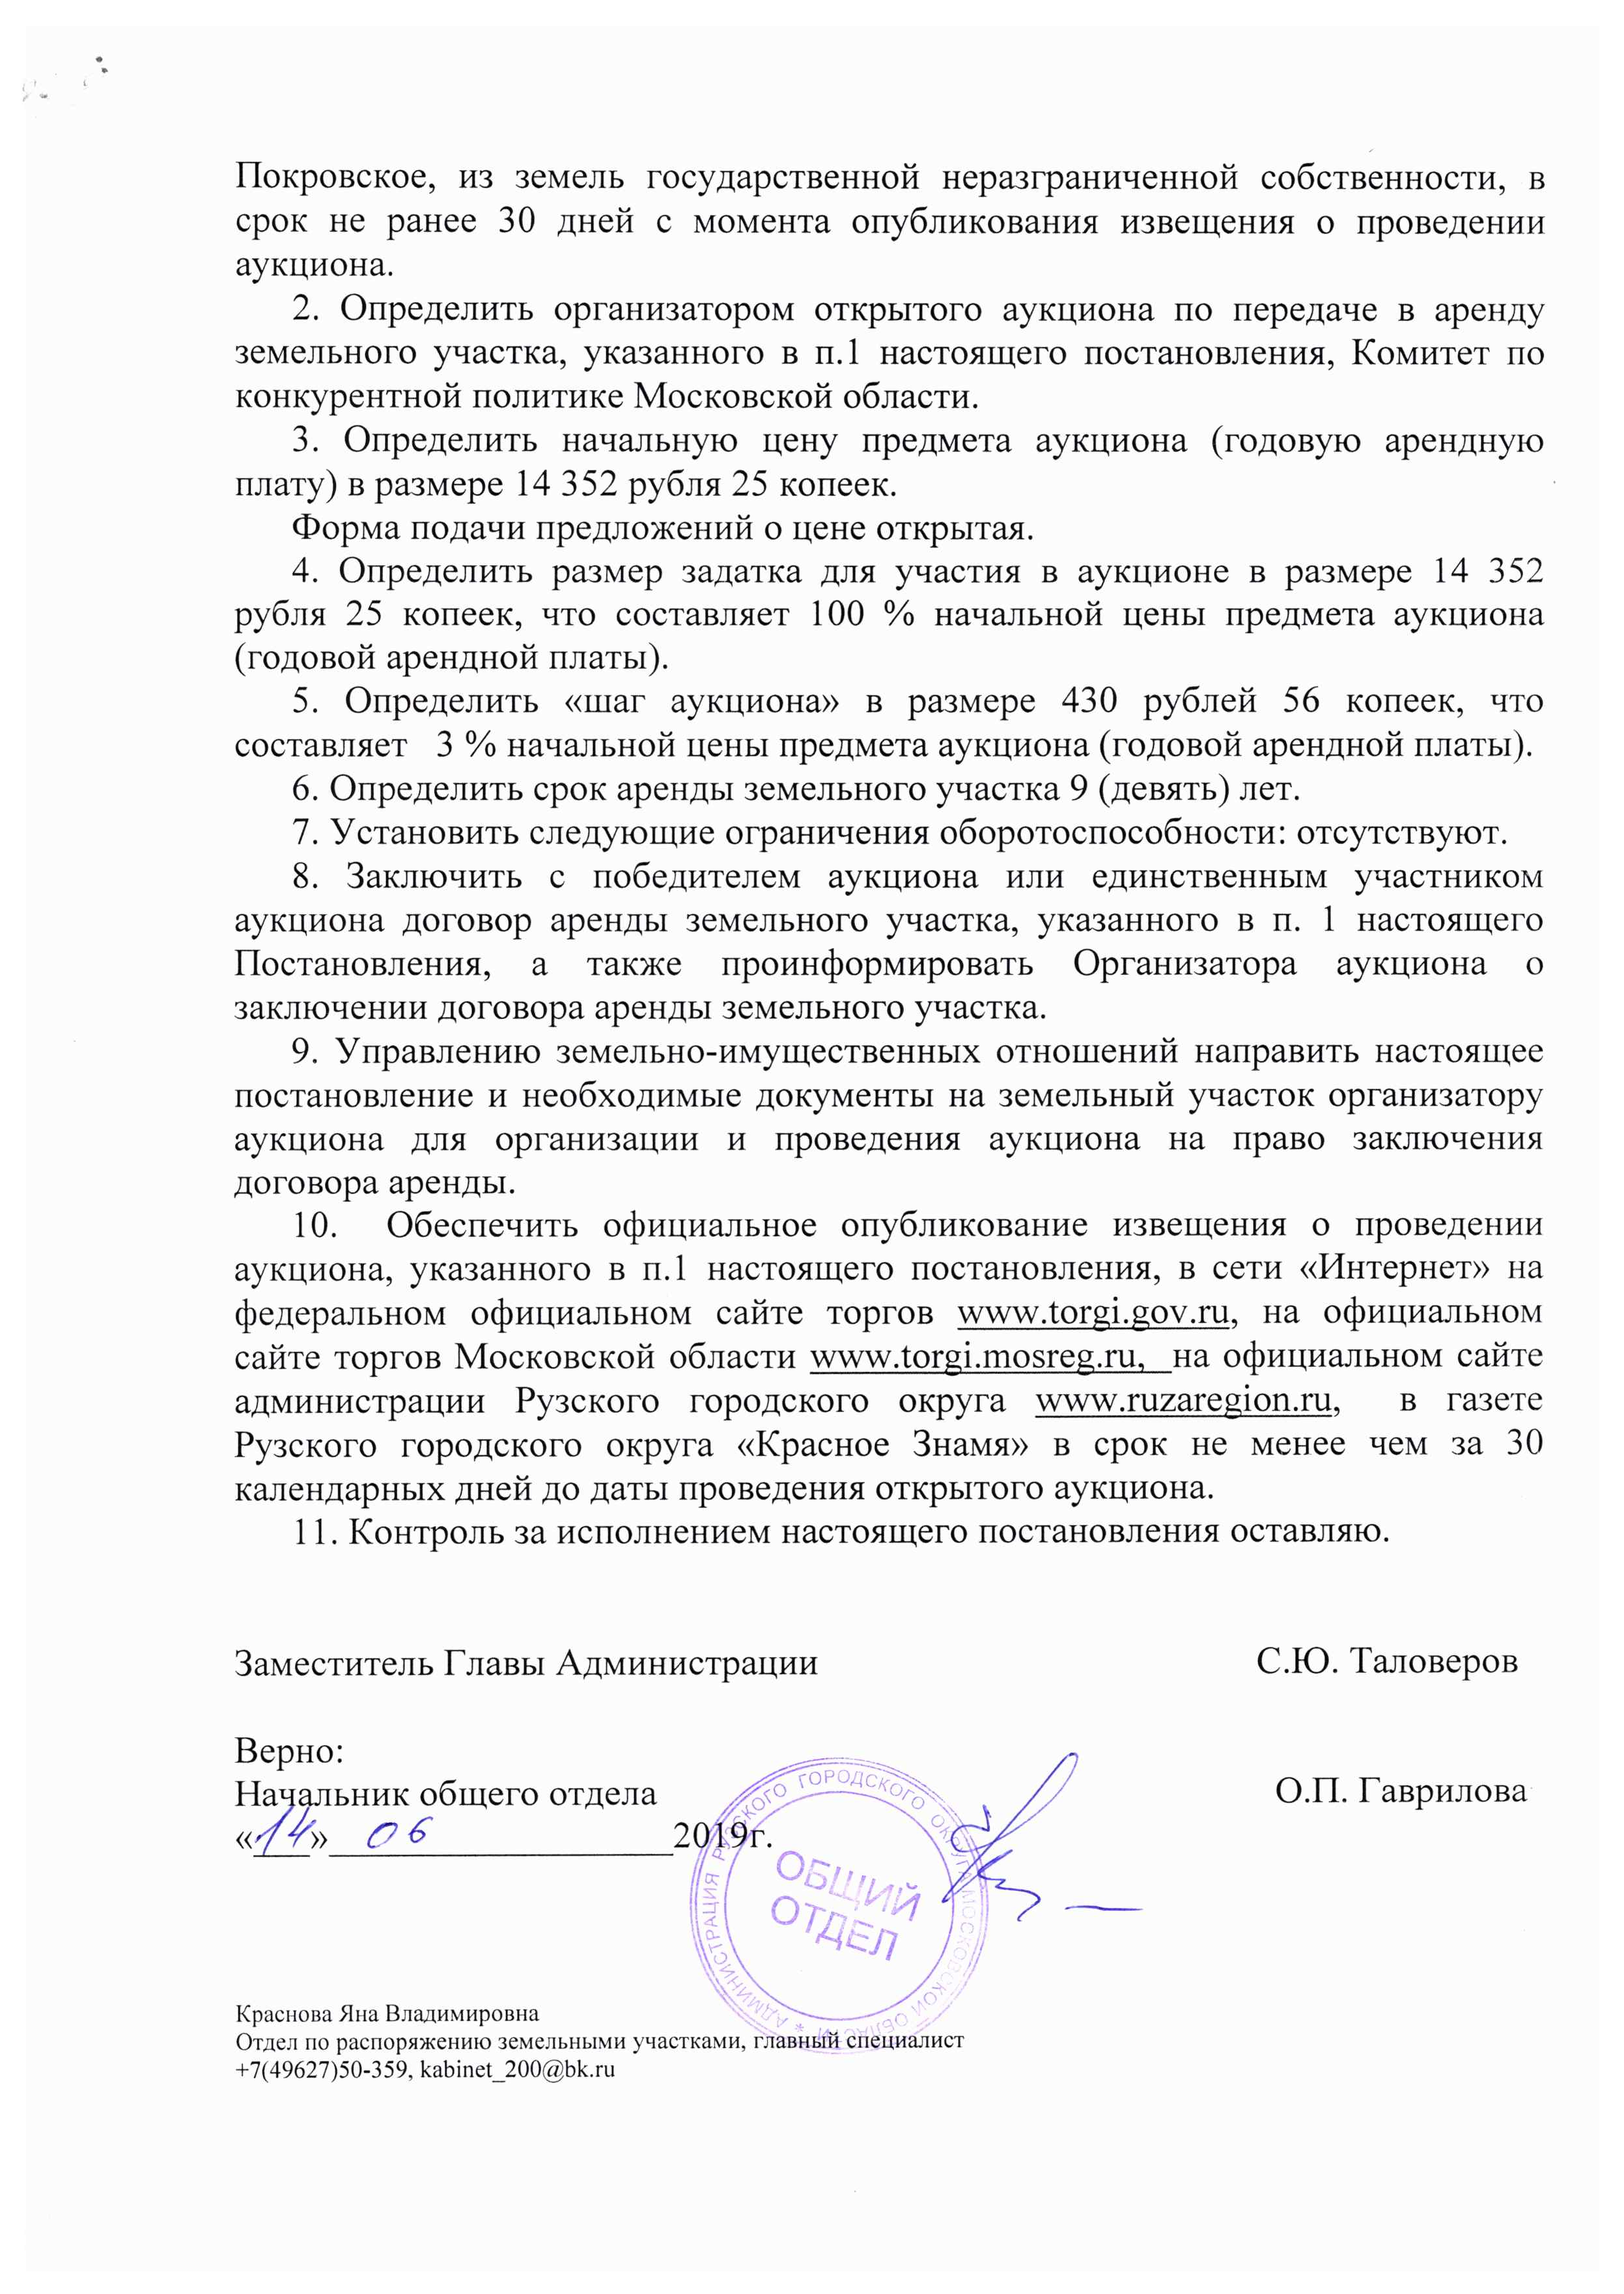 Покровское, из земель государственной неразграниченной собственности, в
срок не ранее 30 дней с момента опубликования извещения о проведении
аукциона.
2. Определить организатором открытого аукциона по передаче в аренду
земельного участка, указанного в п.1 настоящего постановления, Комитет по
конкурентной политике Московской области.
3. Определить начальную цену предмета аукциона (годовую арендную
плату) в размере 14 352 рубля 25 копеек.
Форма подачи предложений о цене открытая.
4. Определить размер задатка для участия в аукционе в размере 14 352
рубля 25 копеек, что составляет 100 % начальной цены предмета аукциона
(годовой арендной платы).
5. Определить «шаг аукциона» в размере 430 рублей 56 копеек, что
составляет 3 % начальной цены предмета аукциона (годовой арендной платы).
6. Определить срок аренды земельного участка 9 (девять) лет.
7. Установить следующие ограничения оборотоспособности: отсутствуют.
8. Заключить с победителем аукциона или единственным участником
аукциона договор аренды земельного участка, указанного в п. 1 настоящего
Постановления, а также проинформировать Организатора аукциона о
заключении договора аренды земельного участка.
9. Управлению земельно-имущественных отношений направить настоящее
постановление и необходимые документы на земельный участок организатору
аукциона для организации и проведения аукциона на право заключения
договора аренды.
10. Обеспечить официальное опубликование извещения о проведении
аукциона, указанного в п.1 настоящего постановления, в сети «Интернет» на
федеральном официальном сайте торгов www.torgi.gov.ru, на официальном
сайте торгов Московской области www.torgi.mosreg.ru, на официальном сайте
администрации Рузского городского округа www.ruzaregion.ru, в газете
Рузского городского округа «Красное Знамя» в срок не менее чем за 30
календарных дней до даты проведения открытого аукциона.
11. Контроль за исполнением настоящего постановления оставляю.
Заместитель Главы Администрации С.Ю. Таловеров
Верно:
Начальник общего отдела О.П. Гаврилова
«14» 06 2019г.
АДМИНИСТРАЦИЯ РУЗСКОГО ГОРОДСКОГО ОКРУГА МОСКОВСКОЙ ОБЛАСТИ *
ОБЩИЙ
ОТДЕЛ
Краснова Яна Владимировна
Отдел по распоряжению земельными участками, главный специалист
+7(49627)50-359, kabinet_200@bk.ru